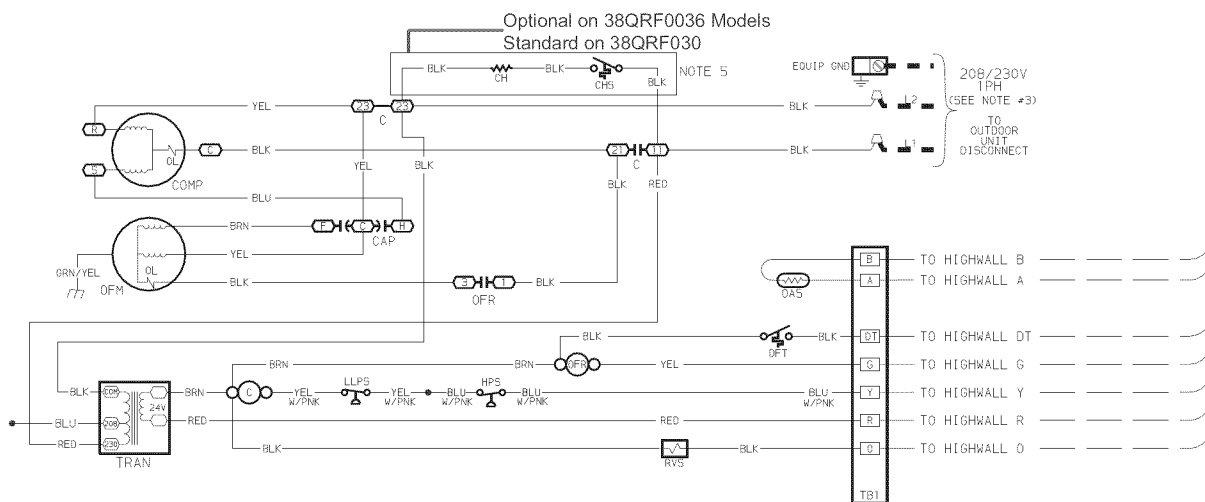 Optional on 38QRF0036 Models
Standard on 38QRF030
BLK CH BLK CHS BLK NOTE 5
EQUIP GND
208/230V
1PH
(SEE NOTE #3)
TO
OUTDOOR
UNIT
DISCONNECT
YEL 23 23 BLK L2
C
R
OL C BLK 21 11 BLK L1
C
S
COMP
YEL BLK BLK RED
BLU
BRN F C H
CAP
YEL
GRN/YEL
OL
BLK 3 1 BLK
OFM
OFR
B TO HIGHWALL B
OAS A TO HIGHWALL A
BLK BLK DT TO HIGHWALL DT
DFT
BRN BRN OFR YEL G TO HIGHWALL G
BLK COM BRN C YEL W/PNK LLPS YEL W/PNK BLU W/PNK HPS BLU W/PNK BLU W/PNK Y TO HIGHWALL Y
24V
BLU 208 RED RED R TO HIGHWALL R
RED 230 BLK RVS BLK O TO HIGHWALL O
TRAN
TB1